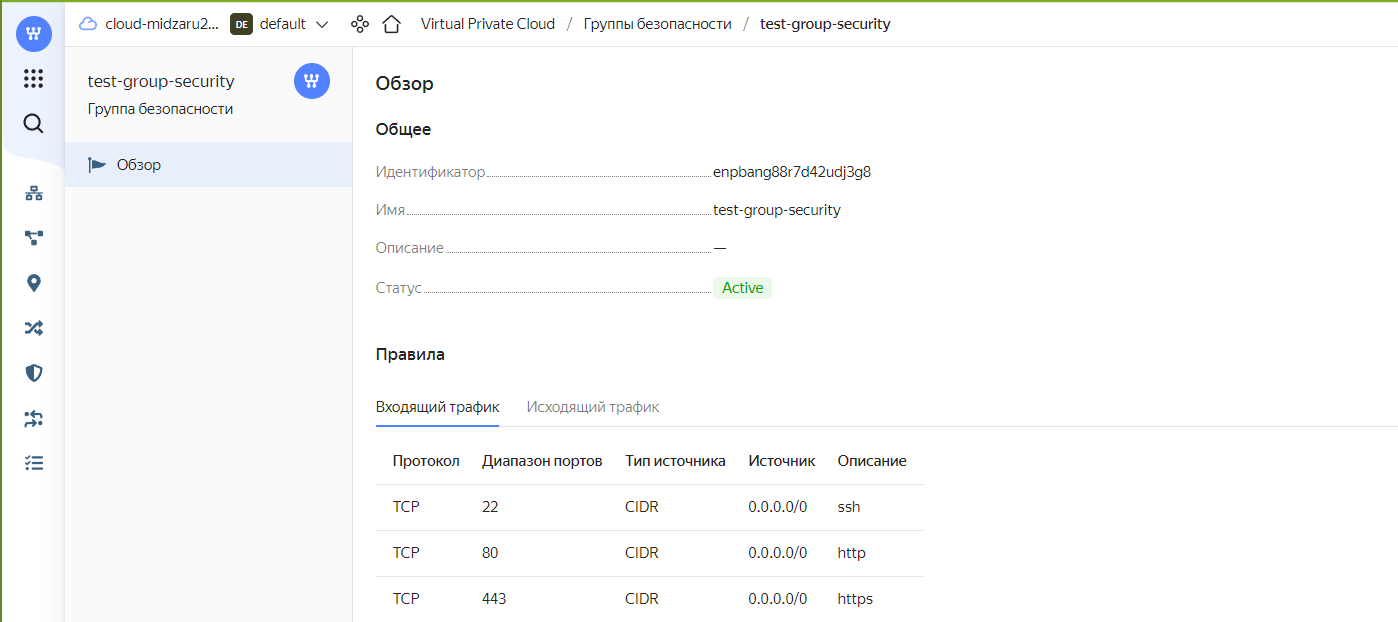 cloud-midzaru2... DE default Virtual Private Cloud / Группы безопасности / test-group-security
test-group-security
Группа безопасности
Обзор
Обзор
Общее
Идентификатор enpbang88r7d42udj3g8
Имя test-group-security
Описание —
Статус Active
Правила
Входящий трафик Исходящий трафик
Протокол Диапазон портов Тип источника Источник Описание
TCP 22 CIDR 0.0.0.0/0 ssh
TCP 80 CIDR 0.0.0.0/0 http
TCP 443 CIDR 0.0.0.0/0 https